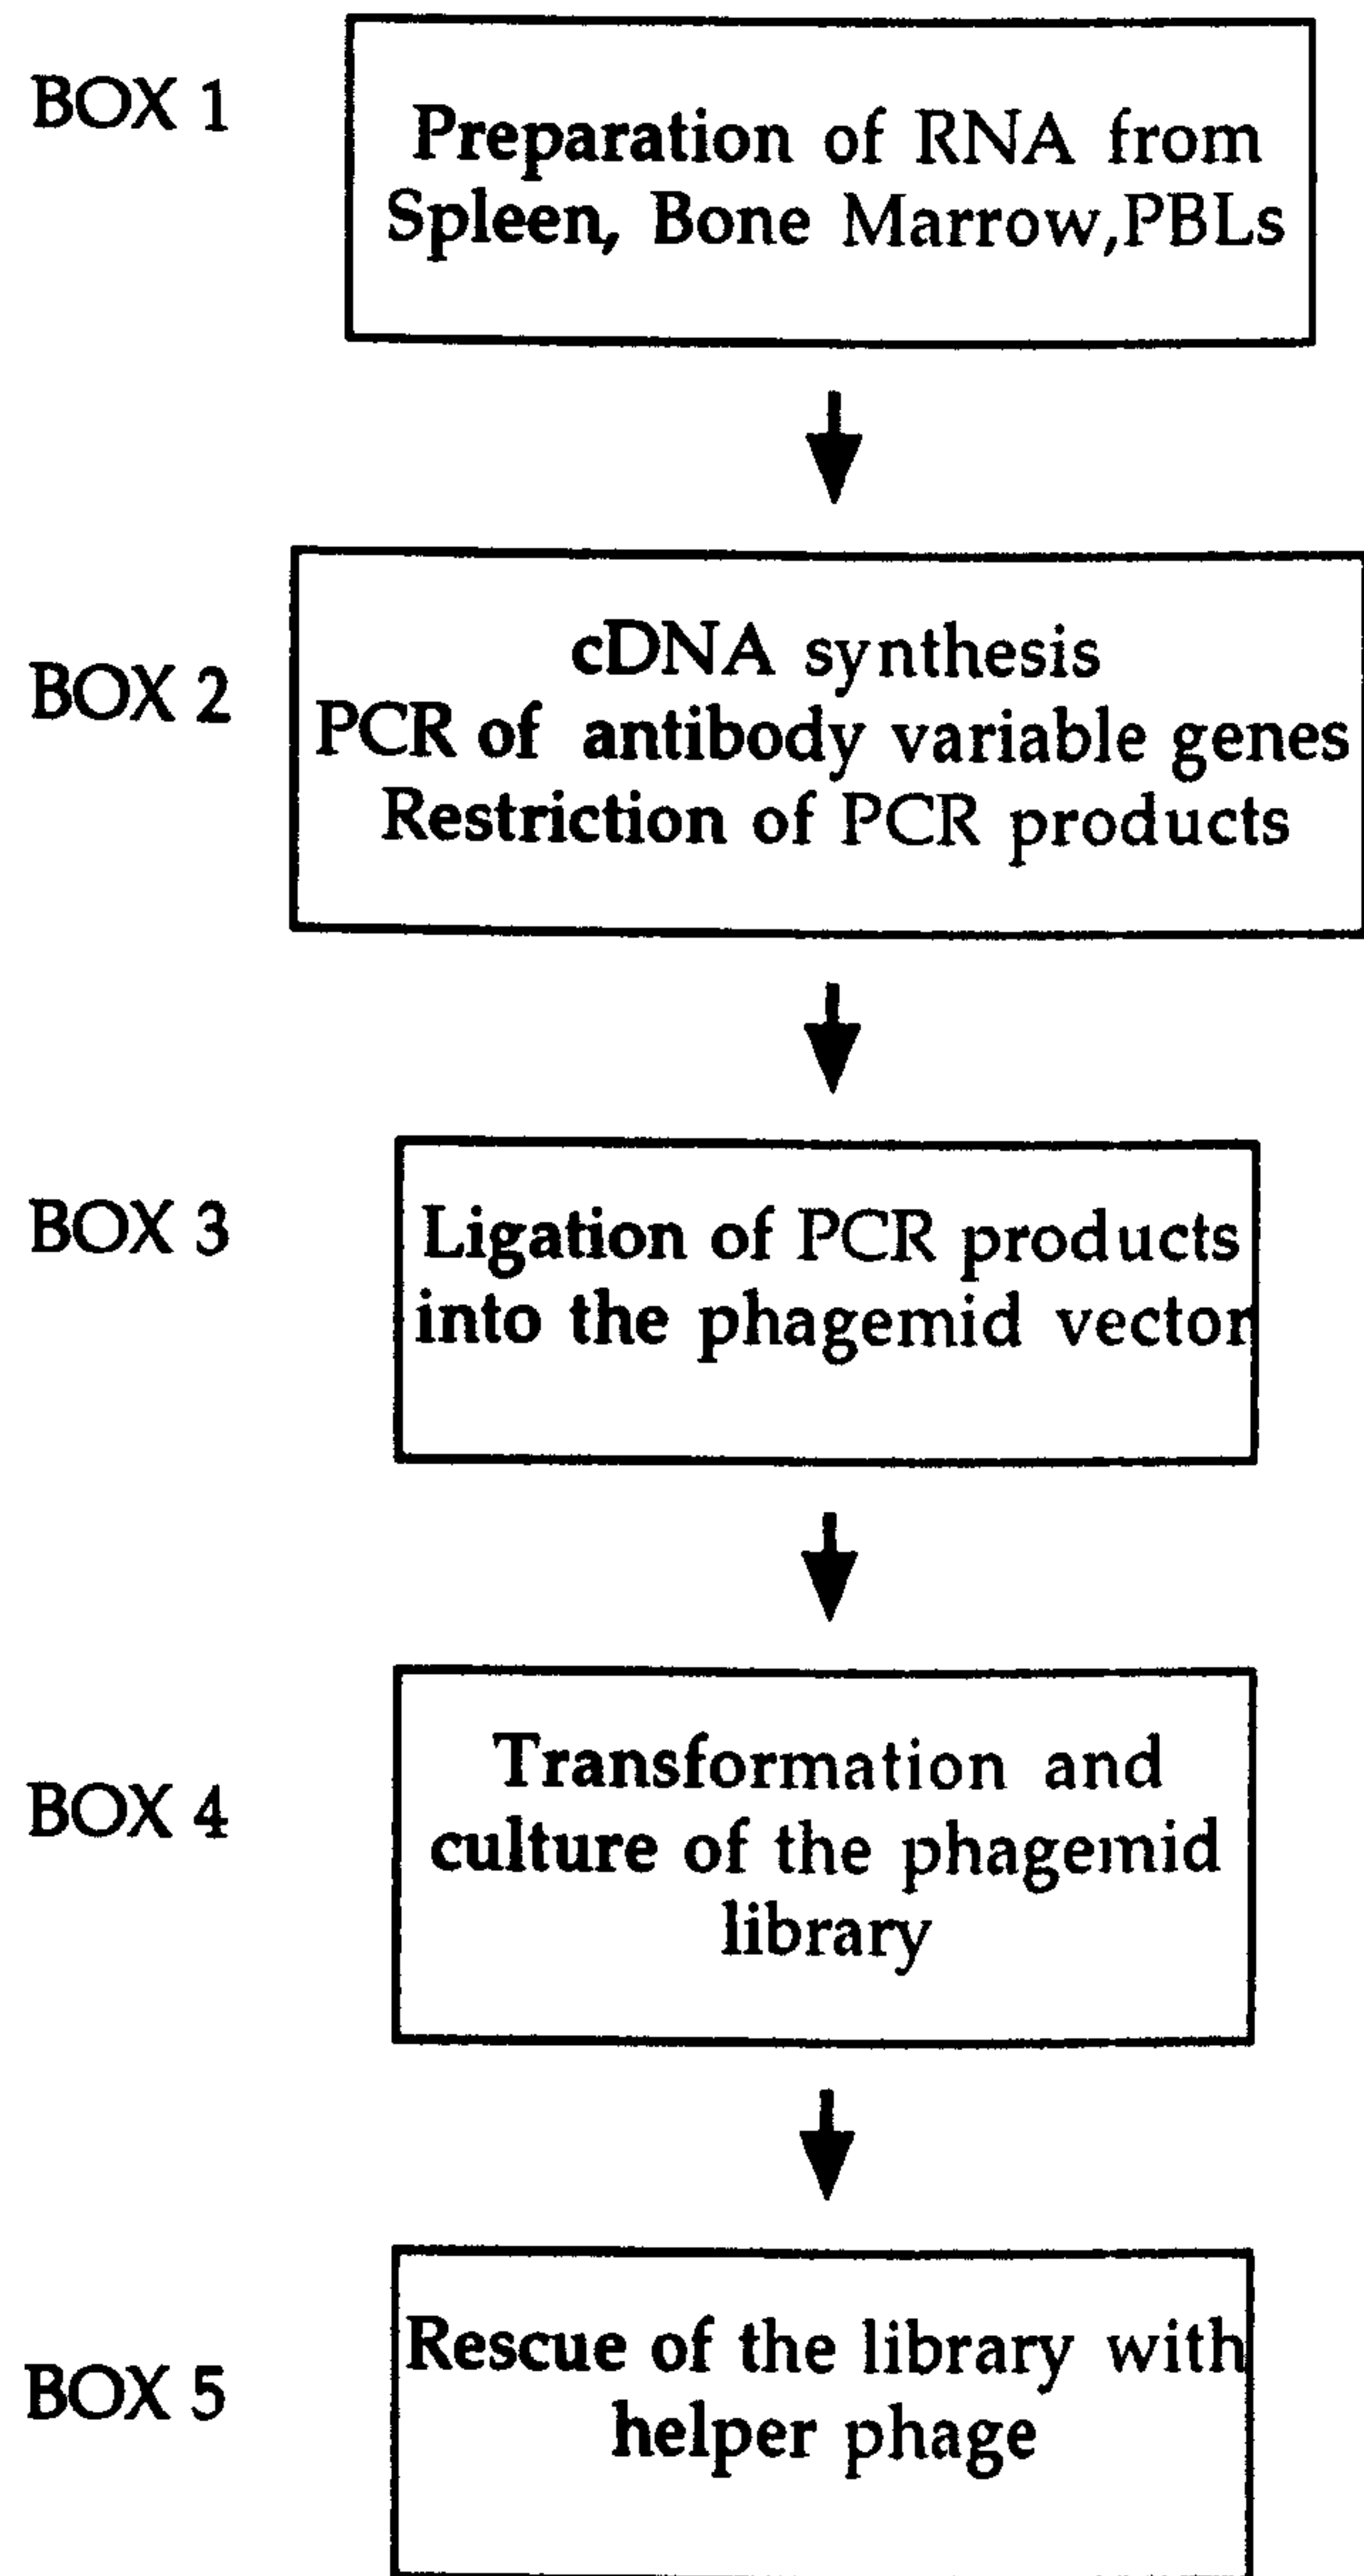 BOX 1
Preparation of RNA from
Spleen, Bone Marrow,PBLs
BOX 2
cDNA synthesis
PCR of antibody variable genes
Restriction of PCR products
BOX 3
Ligation of PCR products
into the phagemid vector
BOX 4
Transformation and
culture of the phagemid
library
BOX 5
Rescue of the library with
helper phage